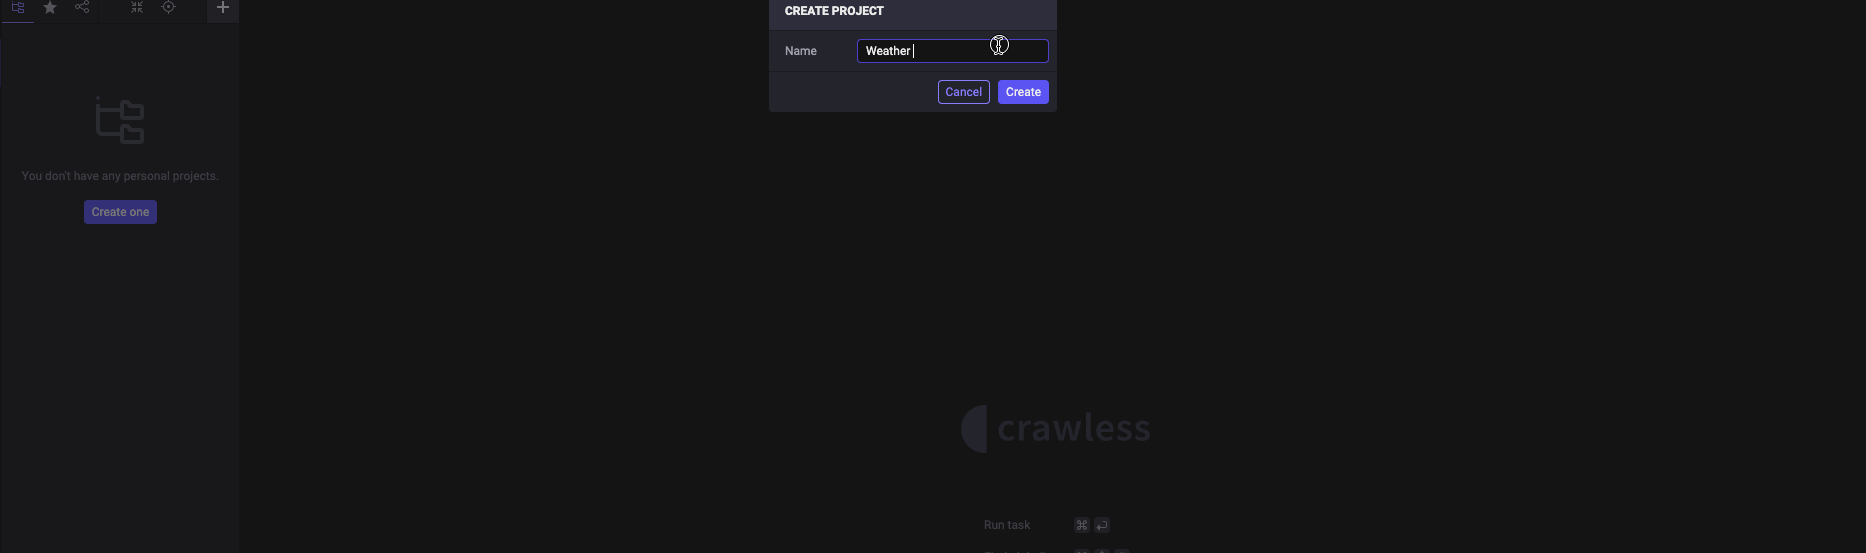 CREATE PROJECT
Name
Weather
Cancel
Create
You don't have any personal projects.
Create one
crawless
Run task ⌘ ↩